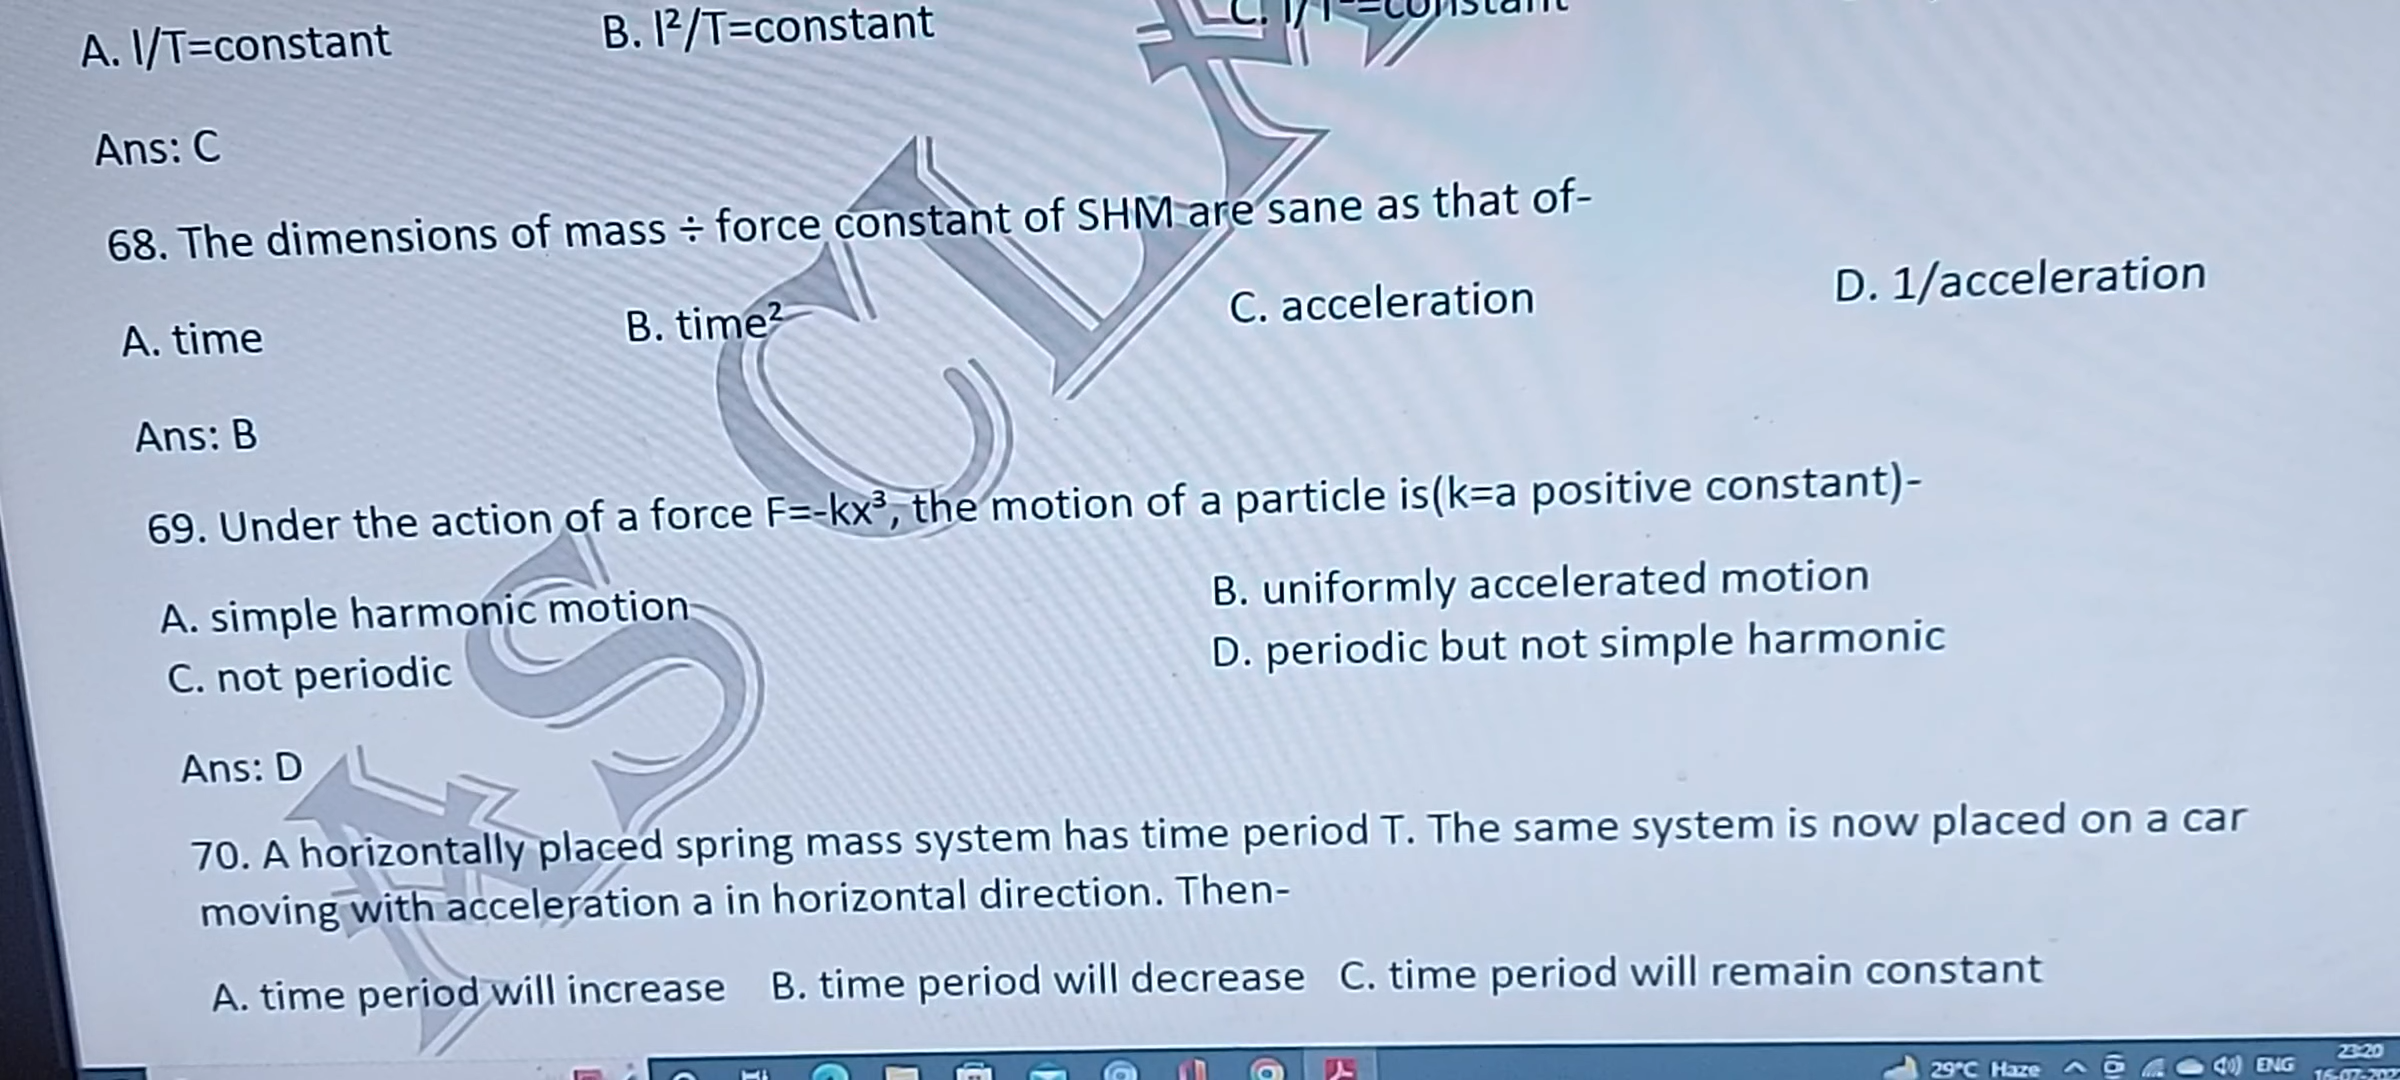 A. l/T=constant B. l²/T=constant C. l/T²=constant
Ans: C
68. The dimensions of mass ÷ force constant of SHM are sane as that of-
A. time B. time² C. acceleration D. 1/acceleration
Ans: B
69. Under the action of a force F=-kx³, the motion of a particle is(k=a positive constant)-
A. simple harmonic motion B. uniformly accelerated motion
C. not periodic D. periodic but not simple harmonic
Ans: D
70. A horizontally placed spring mass system has time period T. The same system is now placed on a car
moving with acceleration a in horizontal direction. Then-
A. time period will increase B. time period will decrease C. time period will remain constant
29°C Haze ENG 23:20